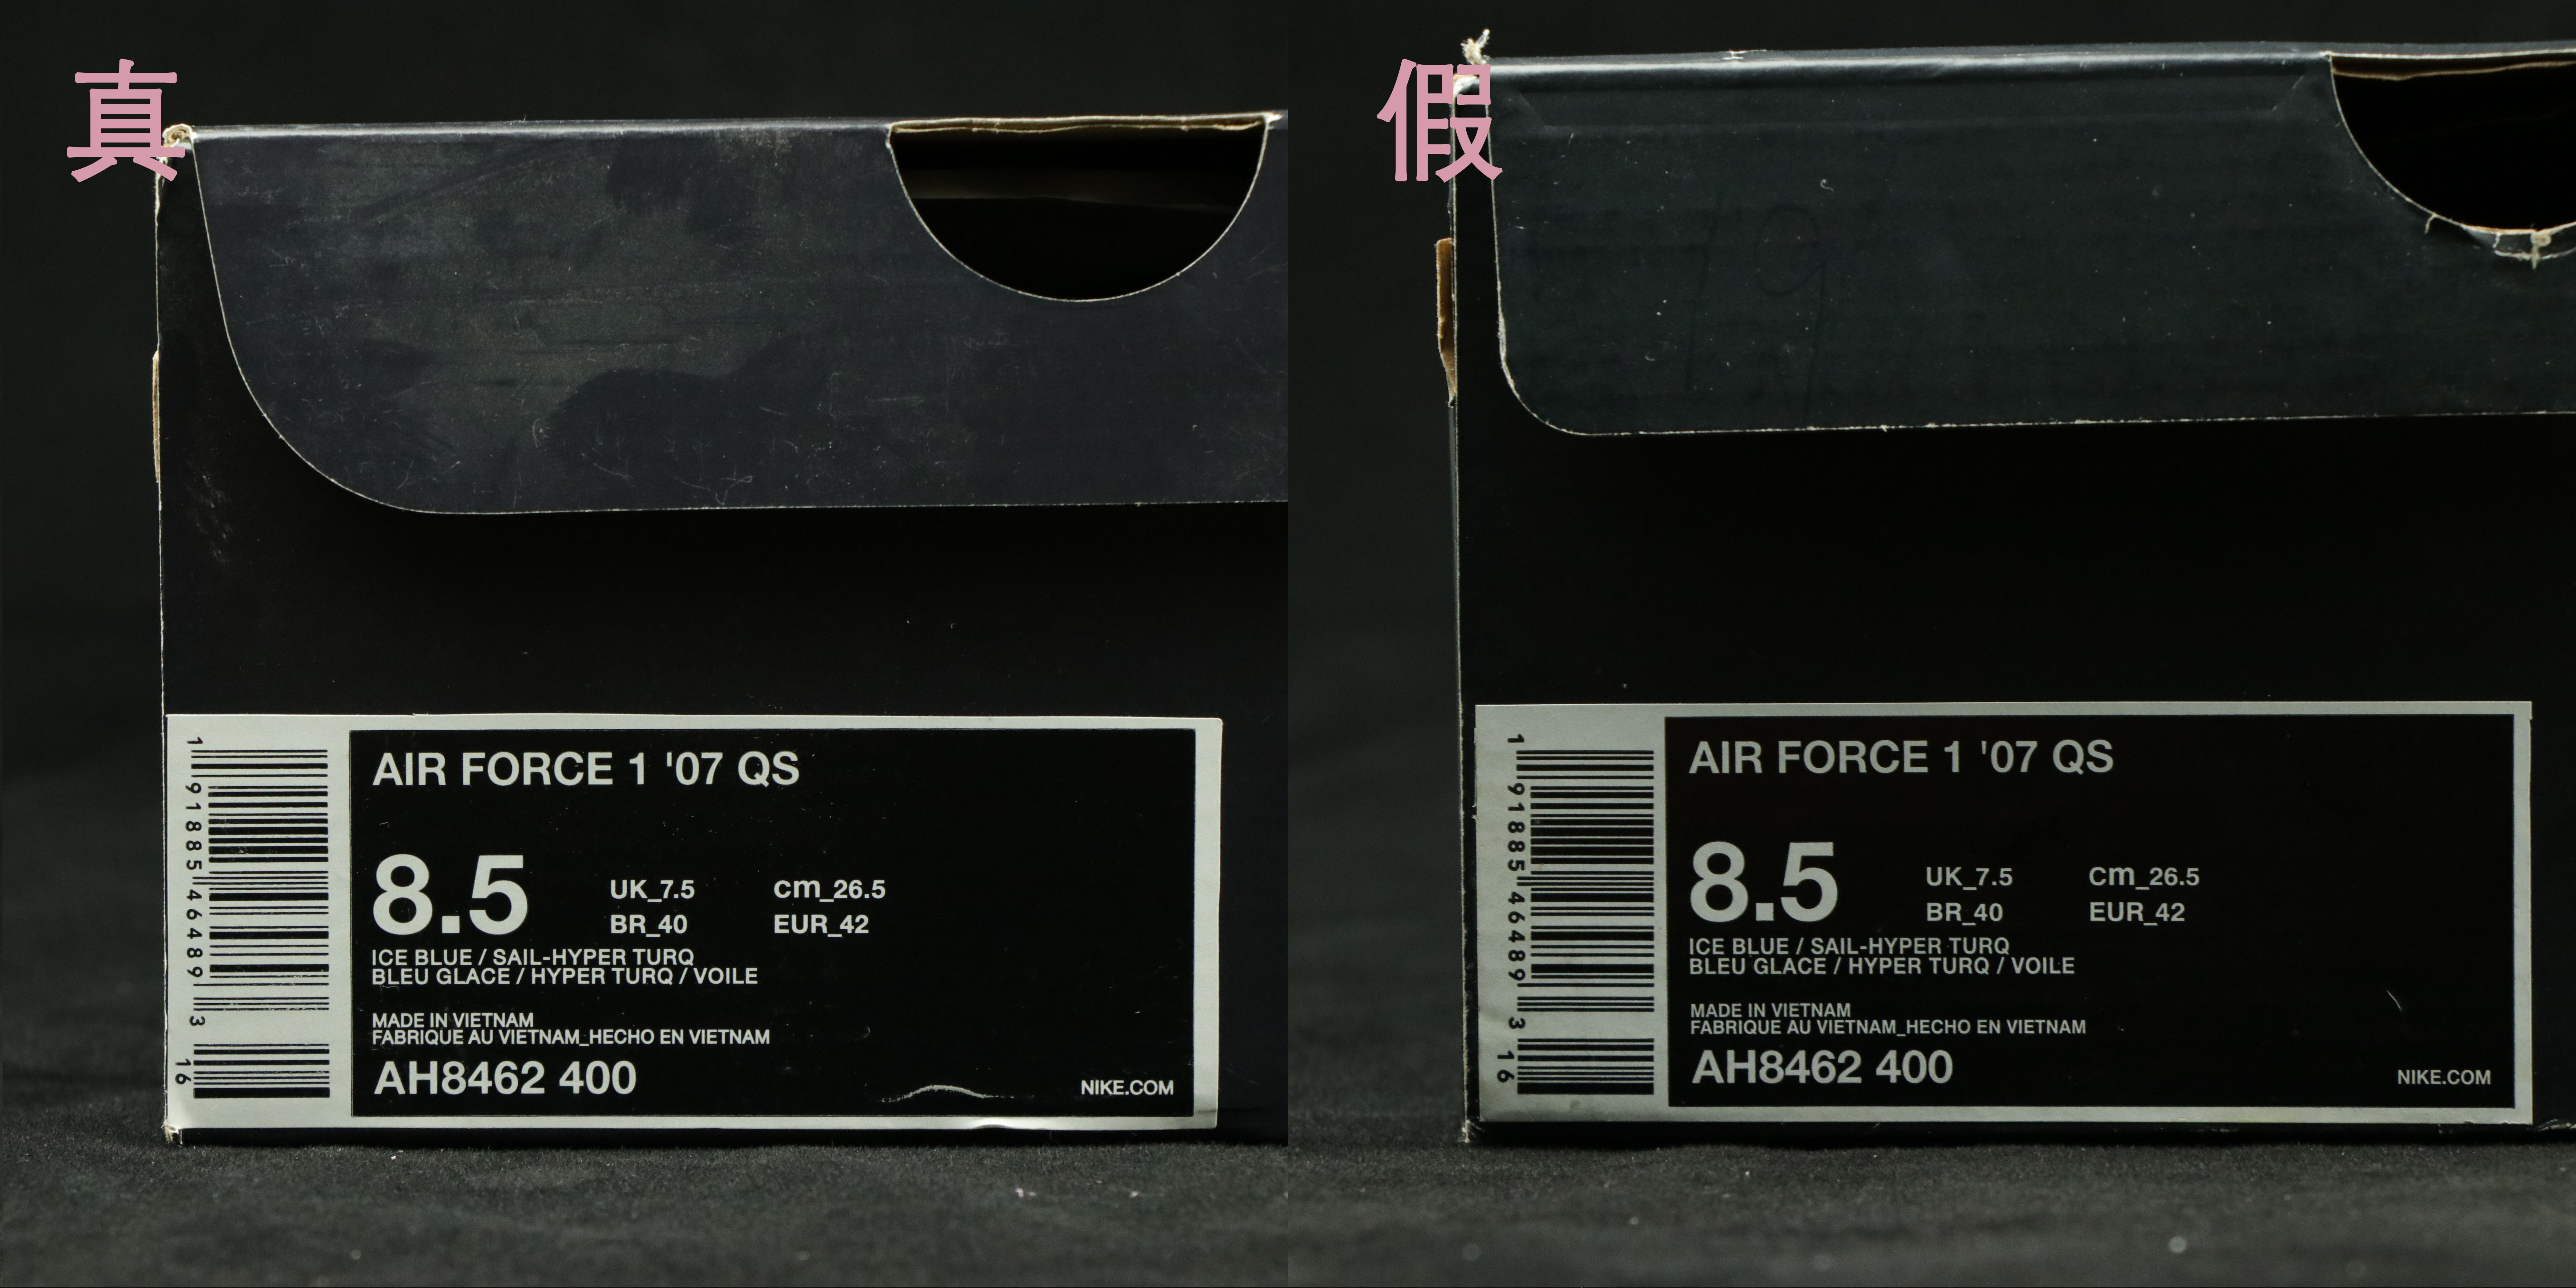 真
1
91885 46489
3
16
AIR FORCE 1 '07 QS
8.5
UK_7.5 cm_26.5
BR_40 EUR_42
ICE BLUE / SAIL-HYPER TURQ
BLEU GLACE / HYPER TURQ / VOILE
MADE IN VIETNAM
FABRIQUE AU VIETNAM_HECHO EN VIETNAM
AH8462 400
NIKE.COM
假
79
1
91885 46489
3
16
AIR FORCE 1 '07 QS
8.5
UK_7.5 cm_26.5
BR_40 EUR_42
ICE BLUE / SAIL-HYPER TURQ
BLEU GLACE / HYPER TURQ / VOILE
MADE IN VIETNAM
FABRIQUE AU VIETNAM_HECHO EN VIETNAM
AH8462 400
NIKE.COM